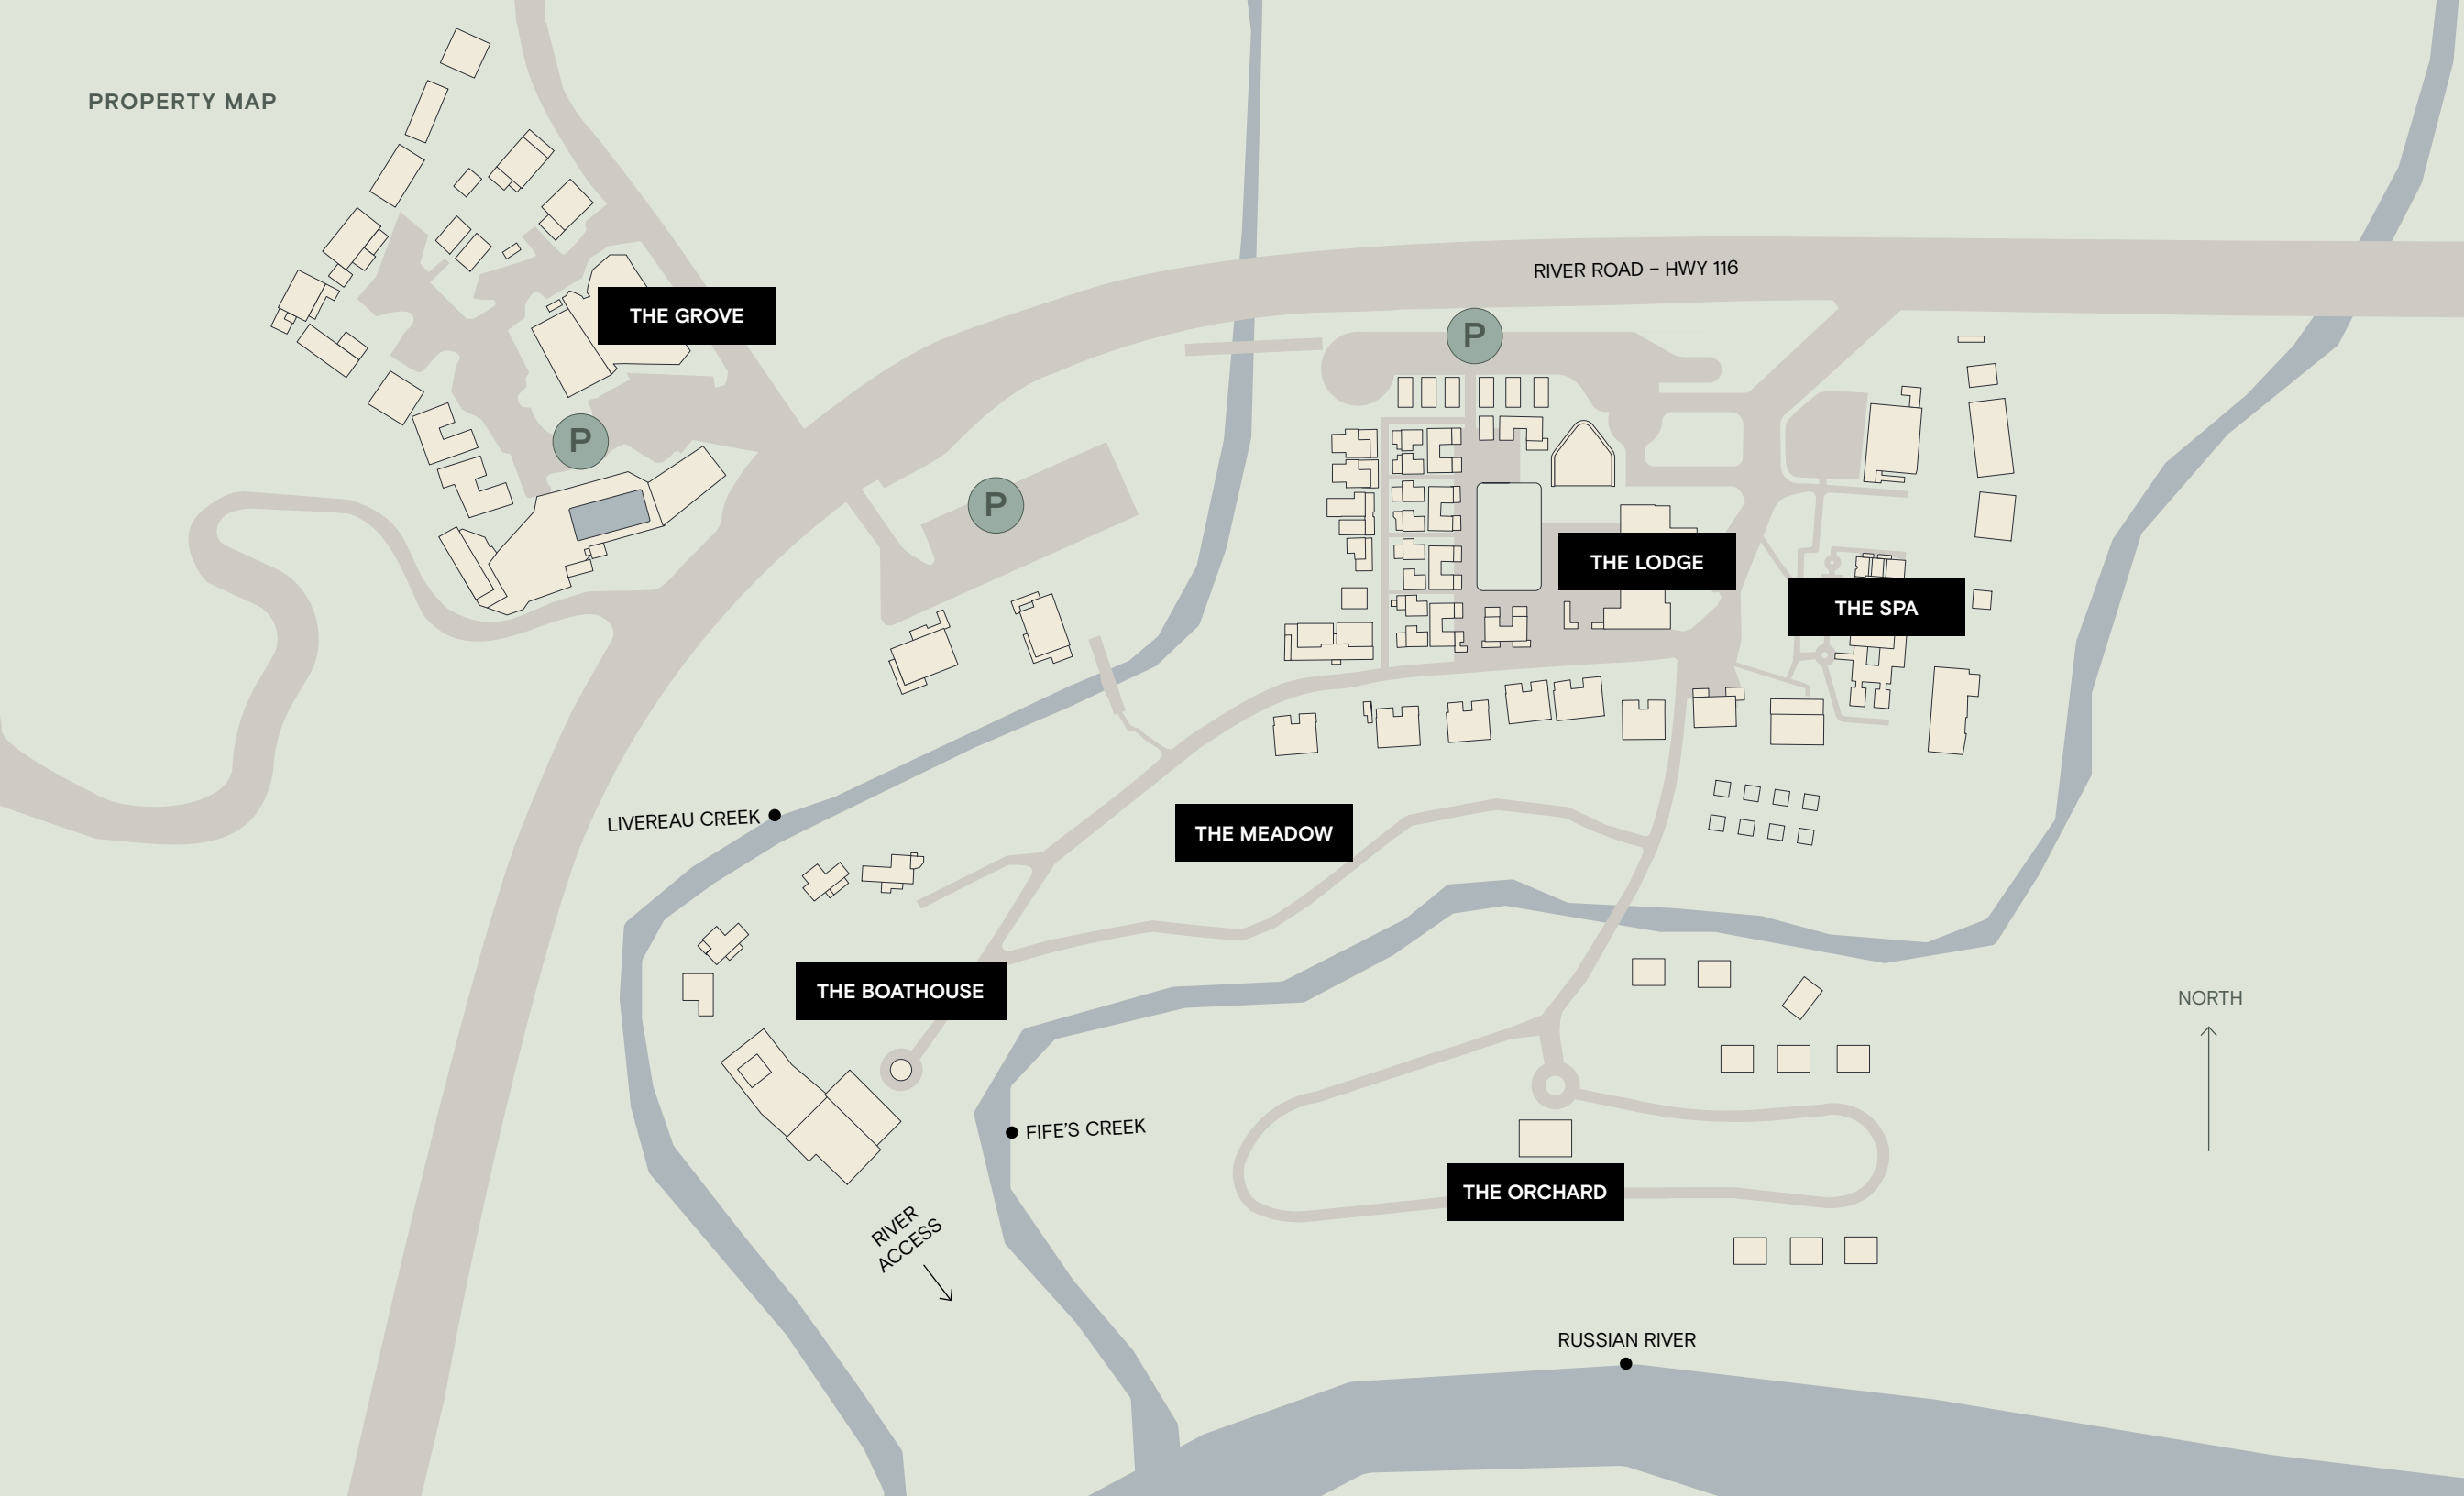 PROPERTY MAP
RIVER ROAD – HWY 116
THE GROVE
P
P
P
THE LODGE
THE SPA
LIVEREAU CREEK
THE MEADOW
THE BOATHOUSE
NORTH
FIFE'S CREEK
THE ORCHARD
RIVER
ACCESS
RUSSIAN RIVER